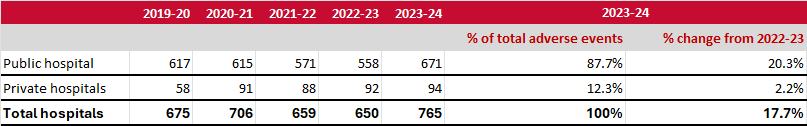 2019-20 2020-21 2021-22 2022-23 2023-24 2023-24
% of total adverse events % change from 2022-23
Public hospital 617 615 571 558 671 87.7% 20.3%
Private hospitals 58 91 88 92 94 12.3% 2.2%
Total hospitals 675 706 659 650 765 100% 17.7%